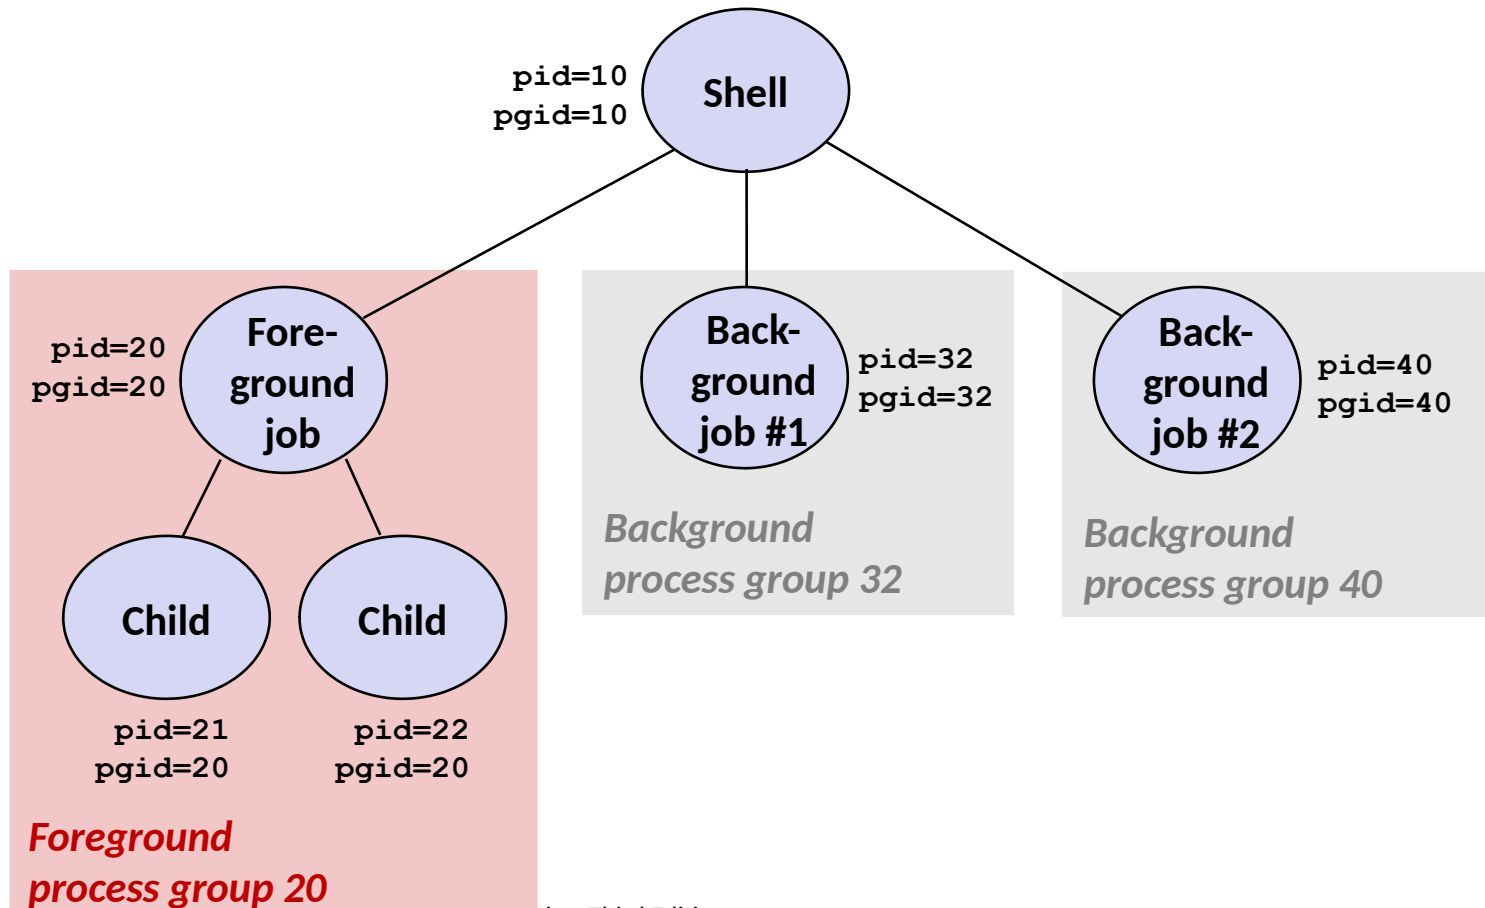 pid=10
pgid=10
Shell
pid=20
pgid=20
Fore-
ground
job
Back-
ground
job #1
pid=32
pgid=32
Back-
ground
job #2
pid=40
pgid=40
Background
process group 32
Background
process group 40
Child
Child
pid=21
pgid=20
pid=22
pgid=20
Foreground
process group 20